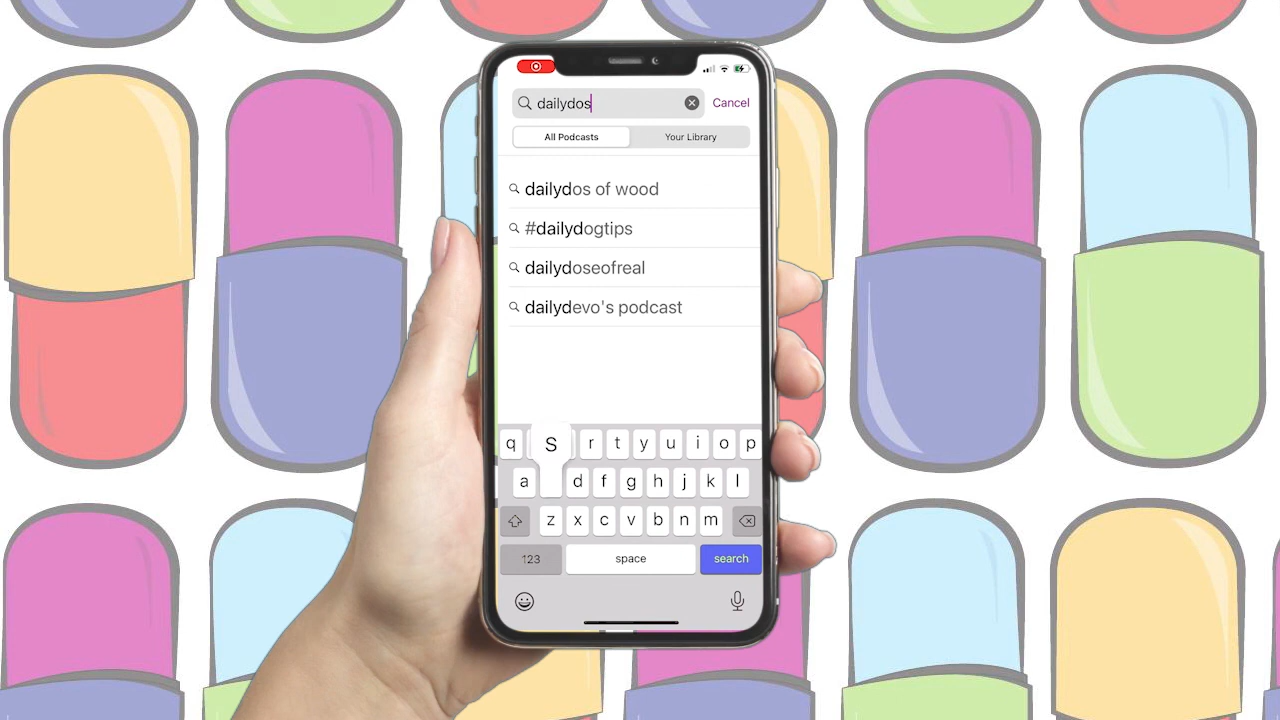 dailydos
Cancel
All Podcasts
Your Library
dailydos of wood
#dailydogtips
dailydoseofreal
dailydevo's podcast
q S r t y u i o p
a d f g h j k l
z x c v b n m
123 space search